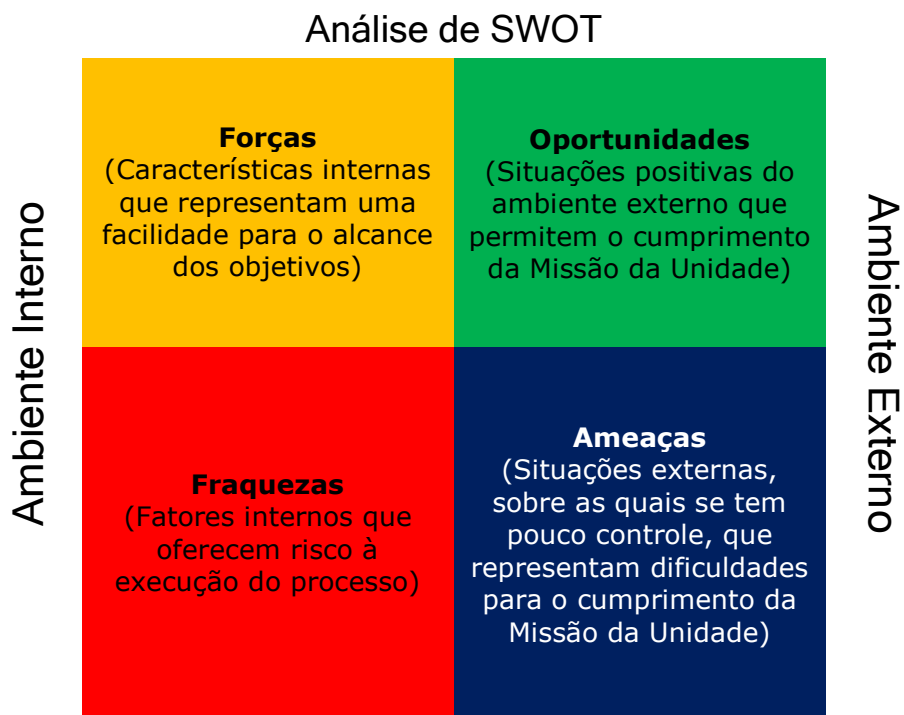 Análise de SWOT
Ambiente Interno
Forças
(Características internas
que representam uma
facilidade para o alcance
dos objetivos)
Oportunidades
(Situações positivas do
ambiente externo que
permitem o cumprimento
da Missão da Unidade)
Fraquezas
(Fatores internos que
oferecem risco à
execução do processo)
Ameaças
(Situações externas,
sobre as quais se tem
pouco controle, que
representam dificuldades
para o cumprimento da
Missão da Unidade)
Ambiente Externo